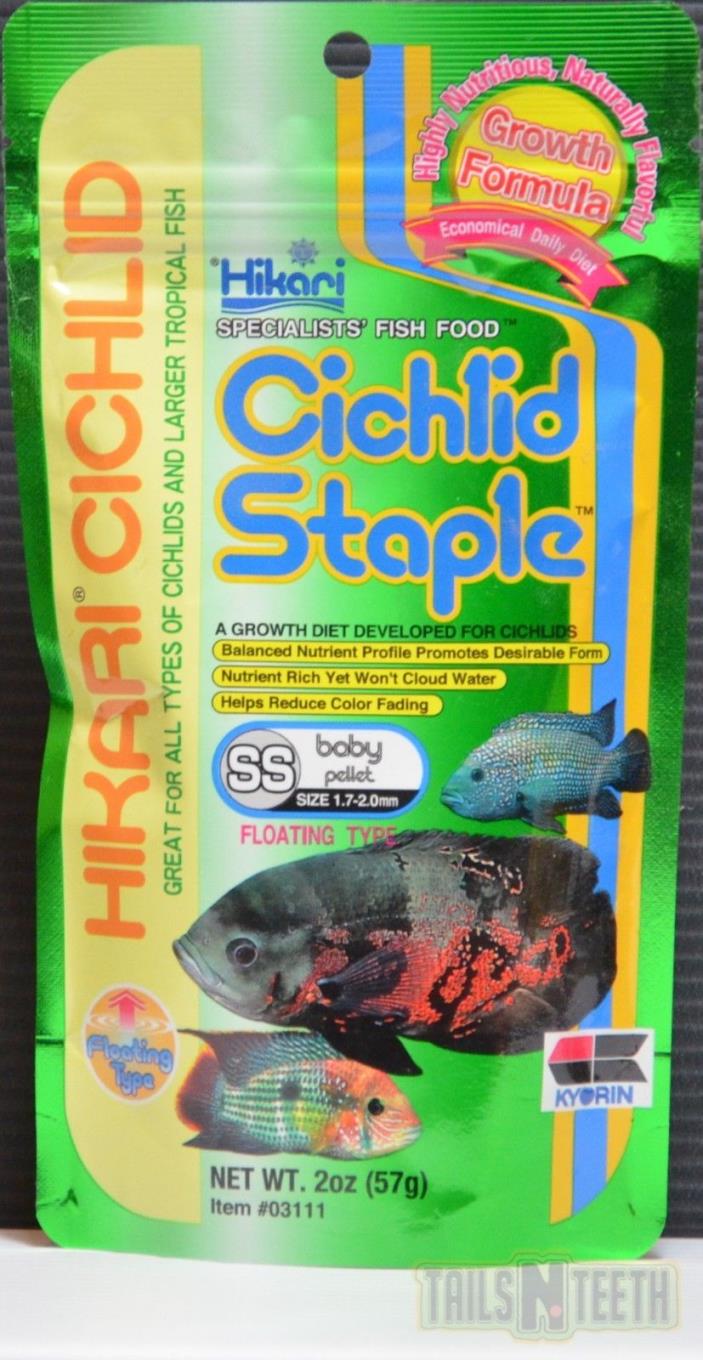 Highly Nutritious, Naturally Flavorful
Growth
Formula
Economical Daily Diet
HIKARI® CICHLID
GREAT FOR ALL TYPES OF CICHLIDS AND LARGER TROPICAL FISH
®Hikari
SPECIALISTS' FISH FOOD™
Cichlid
Staple™
A GROWTH DIET DEVELOPED FOR CICHLIDS
Balanced Nutrient Profile Promotes Desirable Form
Nutrient Rich Yet Won't Cloud Water
Helps Reduce Color Fading
SS
baby
pellet
SIZE 1.7-2.0mm
FLOATING TYPE
Floating
Type
KYORIN
NET WT. 2oz (57g)
Item #03111
TAILS N TEETH